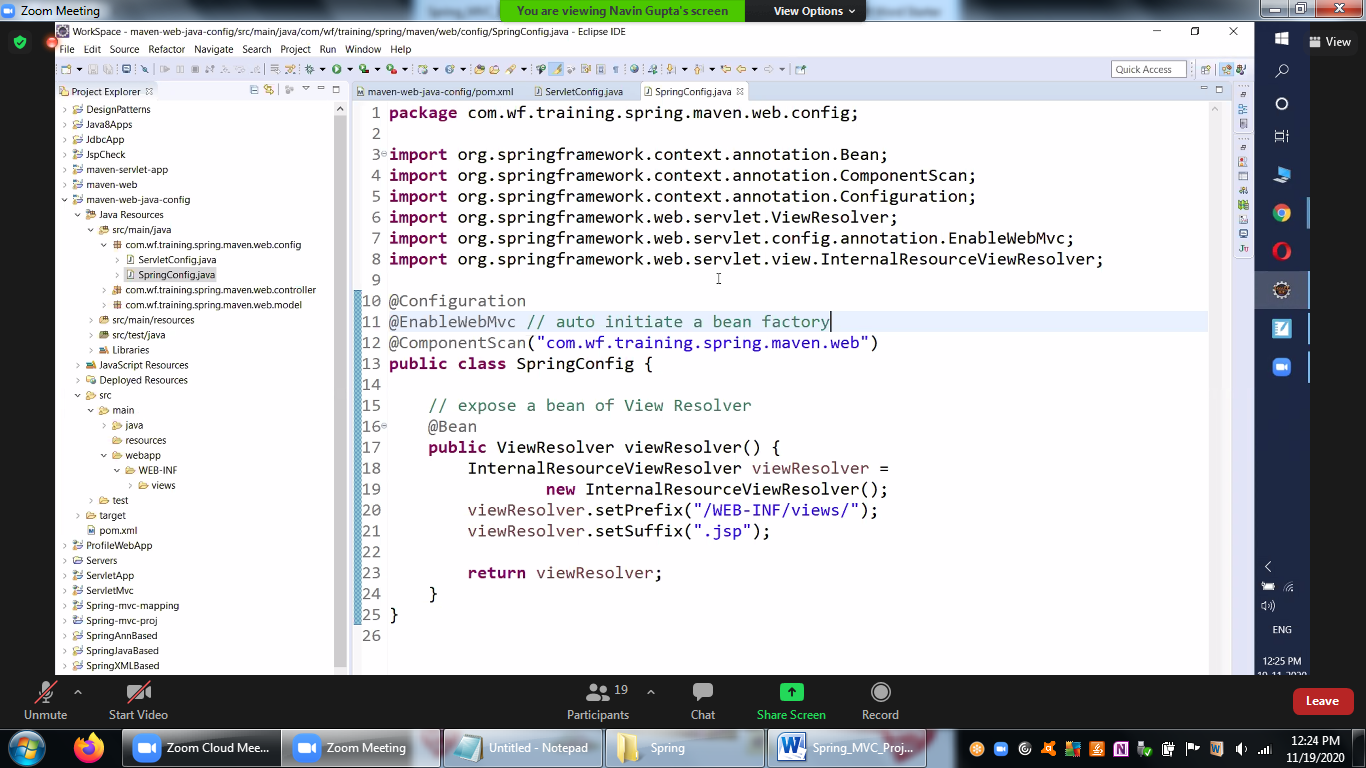 Zoom Meeting
You are viewing Navin Gupta's screen
View Options
View
WorkSpace - maven-web-java-config/src/main/java/com/wf/training/spring/maven/web/config/SpringConfig.java - Eclipse IDE
File Edit Source Refactor Navigate Search Project Run Window Help
Quick Access
Project Explorer
DesignPatterns
Java8Apps
JdbcApp
JspCheck
maven-servlet-app
maven-web
maven-web-java-config
Java Resources
src/main/java
com.wf.training.spring.maven.web.config
ServletConfig.java
SpringConfig.java
com.wf.training.spring.maven.web.controller
com.wf.training.spring.maven.web.model
src/main/resources
src/test/java
Libraries
JavaScript Resources
Deployed Resources
src
main
java
resources
webapp
WEB-INF
views
test
target
pom.xml
ProfileWebApp
Servers
ServletApp
ServletMvc
Spring-mvc-mapping
Spring-mvc-proj
SpringAnnBased
SpringJavaBased
SpringXMLBased
maven-web-java-config/pom.xml ServletConfig.java SpringConfig.java
1 package com.wf.training.spring.maven.web.config;
2
3 import org.springframework.context.annotation.Bean;
4 import org.springframework.context.annotation.ComponentScan;
5 import org.springframework.context.annotation.Configuration;
6 import org.springframework.web.servlet.ViewResolver;
7 import org.springframework.web.servlet.config.annotation.EnableWebMvc;
8 import org.springframework.web.servlet.view.InternalResourceViewResolver;
9
10 @Configuration
11 @EnableWebMvc // auto initiate a bean factory
12 @ComponentScan("com.wf.training.spring.maven.web")
13 public class SpringConfig {
14
15 // expose a bean of View Resolver
16 @Bean
17 public ViewResolver viewResolver() {
18 InternalResourceViewResolver viewResolver =
19 new InternalResourceViewResolver();
20 viewResolver.setPrefix("/WEB-INF/views/");
21 viewResolver.setSuffix(".jsp");
22
23 return viewResolver;
24 }
25 }
26
ENG
12:25 PM
Unmute
Start Video
19
Participants
Chat
Share Screen
Record
Leave
Zoom Cloud Mee...
Zoom Meeting
Untitled - Notepad
Spring
Spring_MVC_Proj...
12:24 PM
11/19/2020